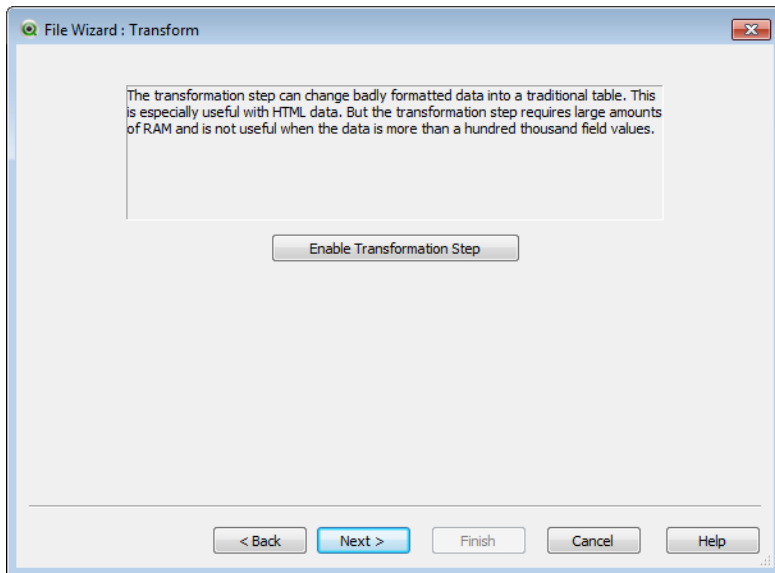 File Wizard : Transform
The transformation step can change badly formatted data into a traditional table. This
is especially useful with HTML data. But the transformation step requires large amounts
of RAM and is not useful when the data is more than a hundred thousand field values.
Enable Transformation Step
< Back Next > Finish Cancel Help